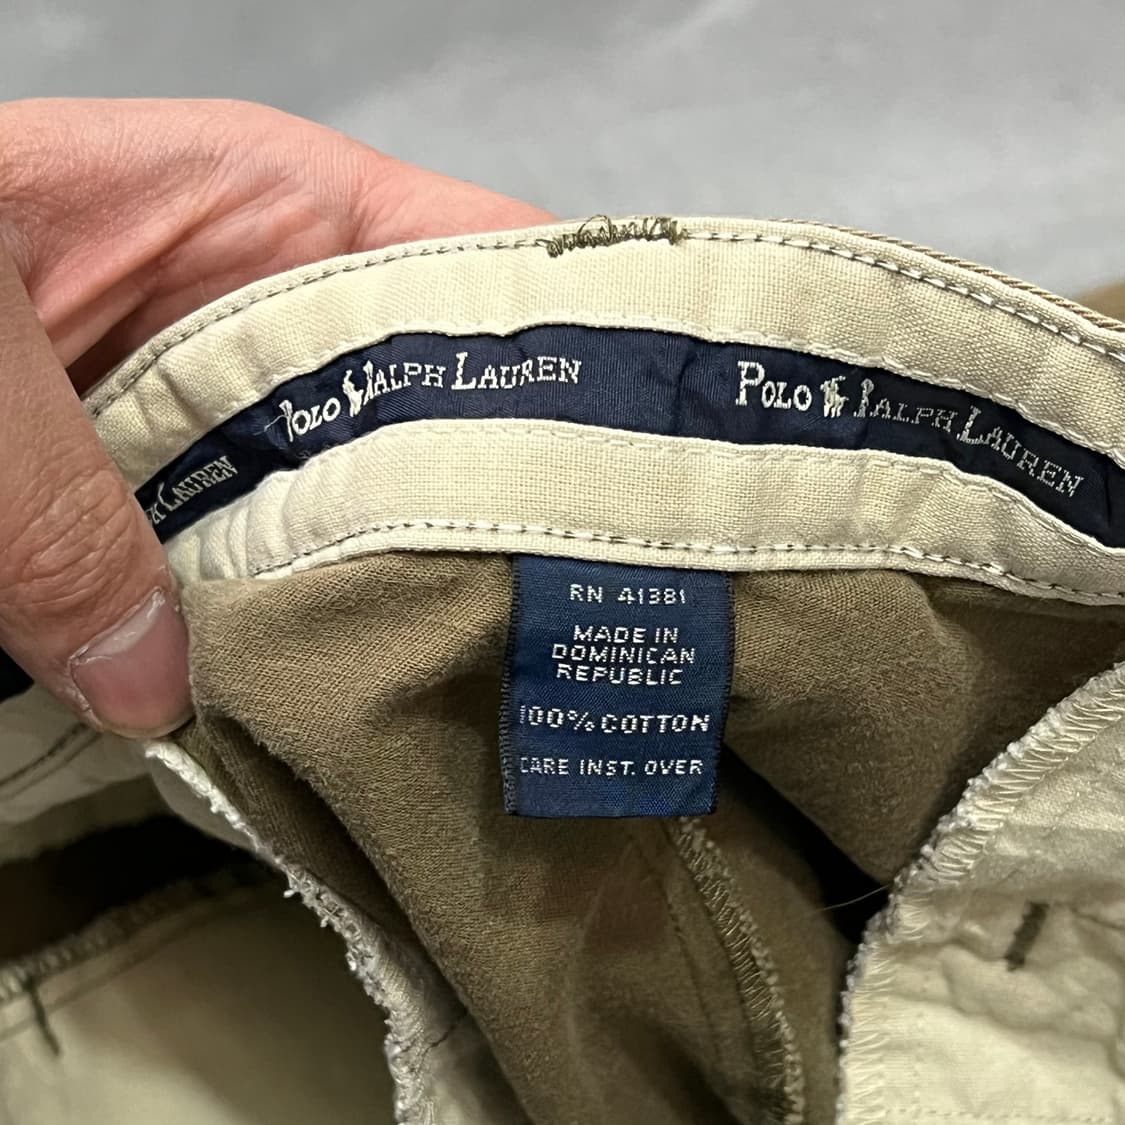 LAUREN
POLO RALPH LAUREN
POLO RALPH LAUREN
RN 41381
MADE IN
DOMINICAN
REPUBLIC
100% COTTON
CARE INST. OVER